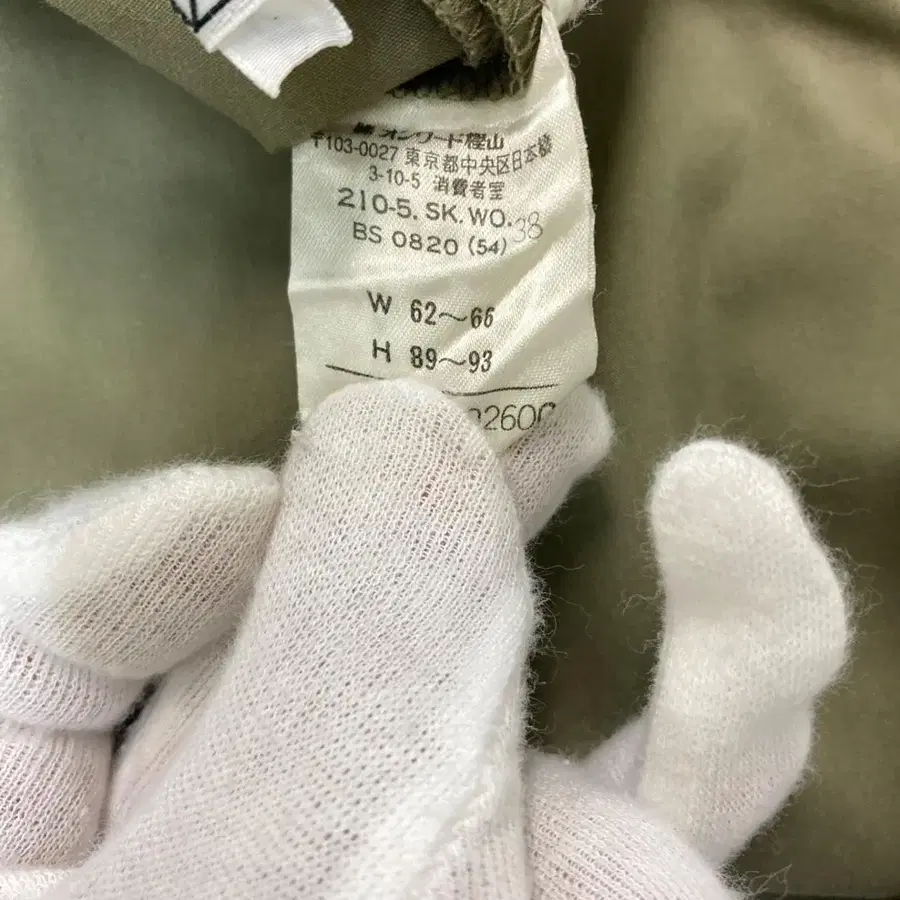 ㈱オンワード樫山
〒103-0027 東京都中央区日本橋
3-10-5 消費者室
210-5. SK. WO. 38
BS 0820 (54)
W 62〜66
H 89〜93